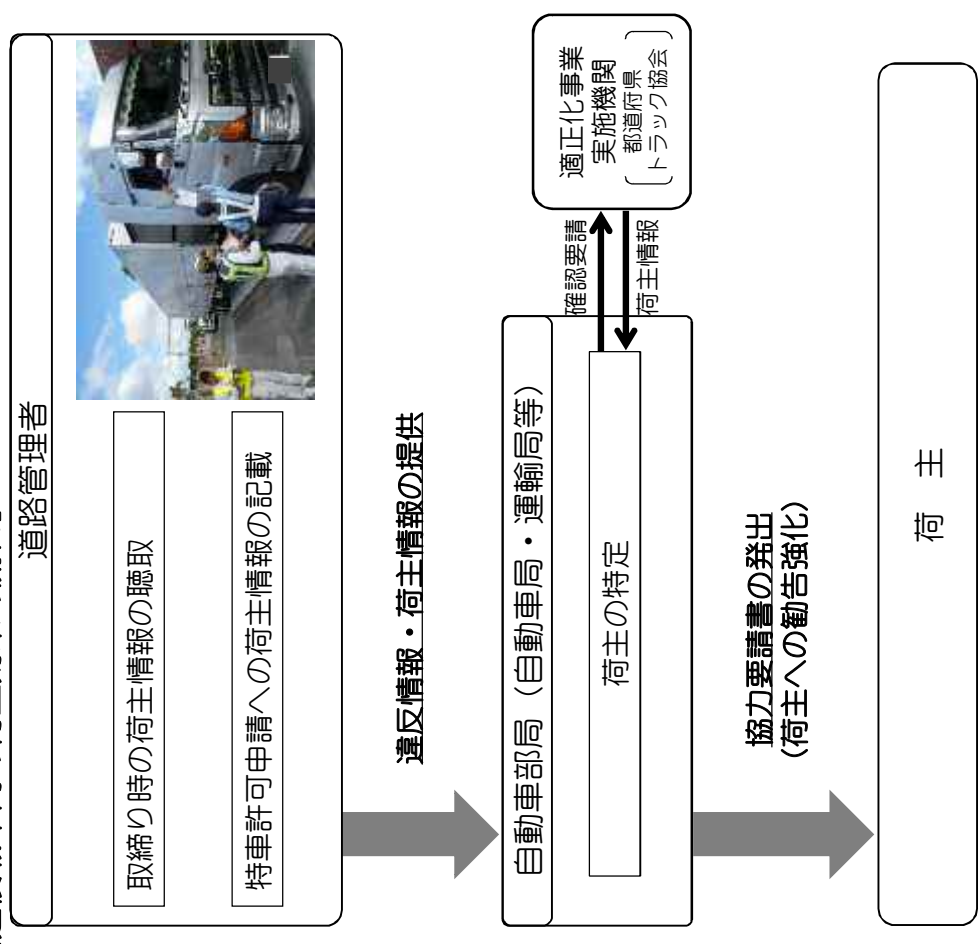 道路管理者
取締り時の荷主情報の聴取
特車許可申請への荷主情報の記載
違反情報・荷主情報の提供
自動車部局（自動車局・運輸局等）
荷主の特定
確認要請
荷主情報
適正化事業
実施機関
都道府県
トラック協会
協力要請書の発出
(荷主への勧告強化)
荷 主